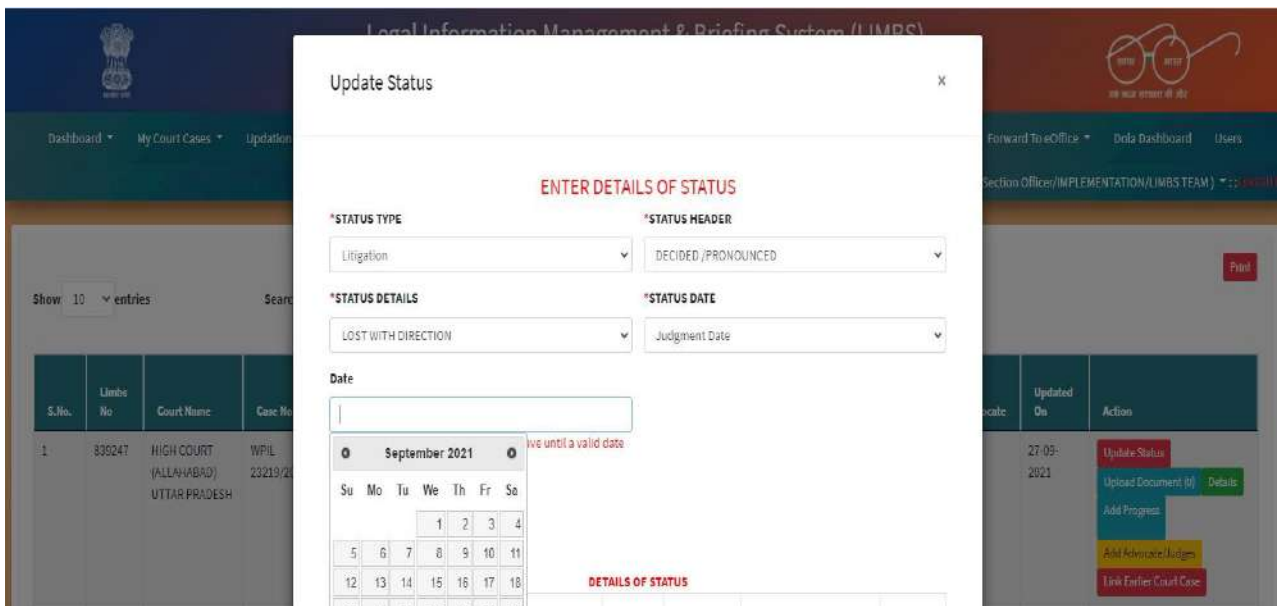 Legal Information Management & Briefing System (LIMBS)
Update Status
x
Dashboard
My Court Cases
Updation
Forward To eOffice
Dola Dashboard
Users
Section Officer/IMPLEMENTATION/LIMBS TEAM ) ::
ENTER DETAILS OF STATUS
*STATUS TYPE
*STATUS HEADER
Litigation
DECIDED /PRONOUNCED
Print
Show 10 entries
Searc
*STATUS DETAILS
*STATUS DATE
LOST WITH DIRECTION
Judgment Date
Date
S.No.
Limbs No
Court Name
Case No
ocate
Updated On
Action
ive until a valid date
1
839247
HIGH COURT (ALLAHABAD) UTTAR PRADESH
WPIL 23219/20
27-09-2021
Update Status
Upload Document (0)
Details
Add Progress
Add Advocate/Judges
Link Earlier Court Case
September 2021
Su Mo Tu We Th Fr Sa
1 2 3 4
5 6 7 8 9 10 11
12 13 14 15 16 17 18
DETAILS OF STATUS